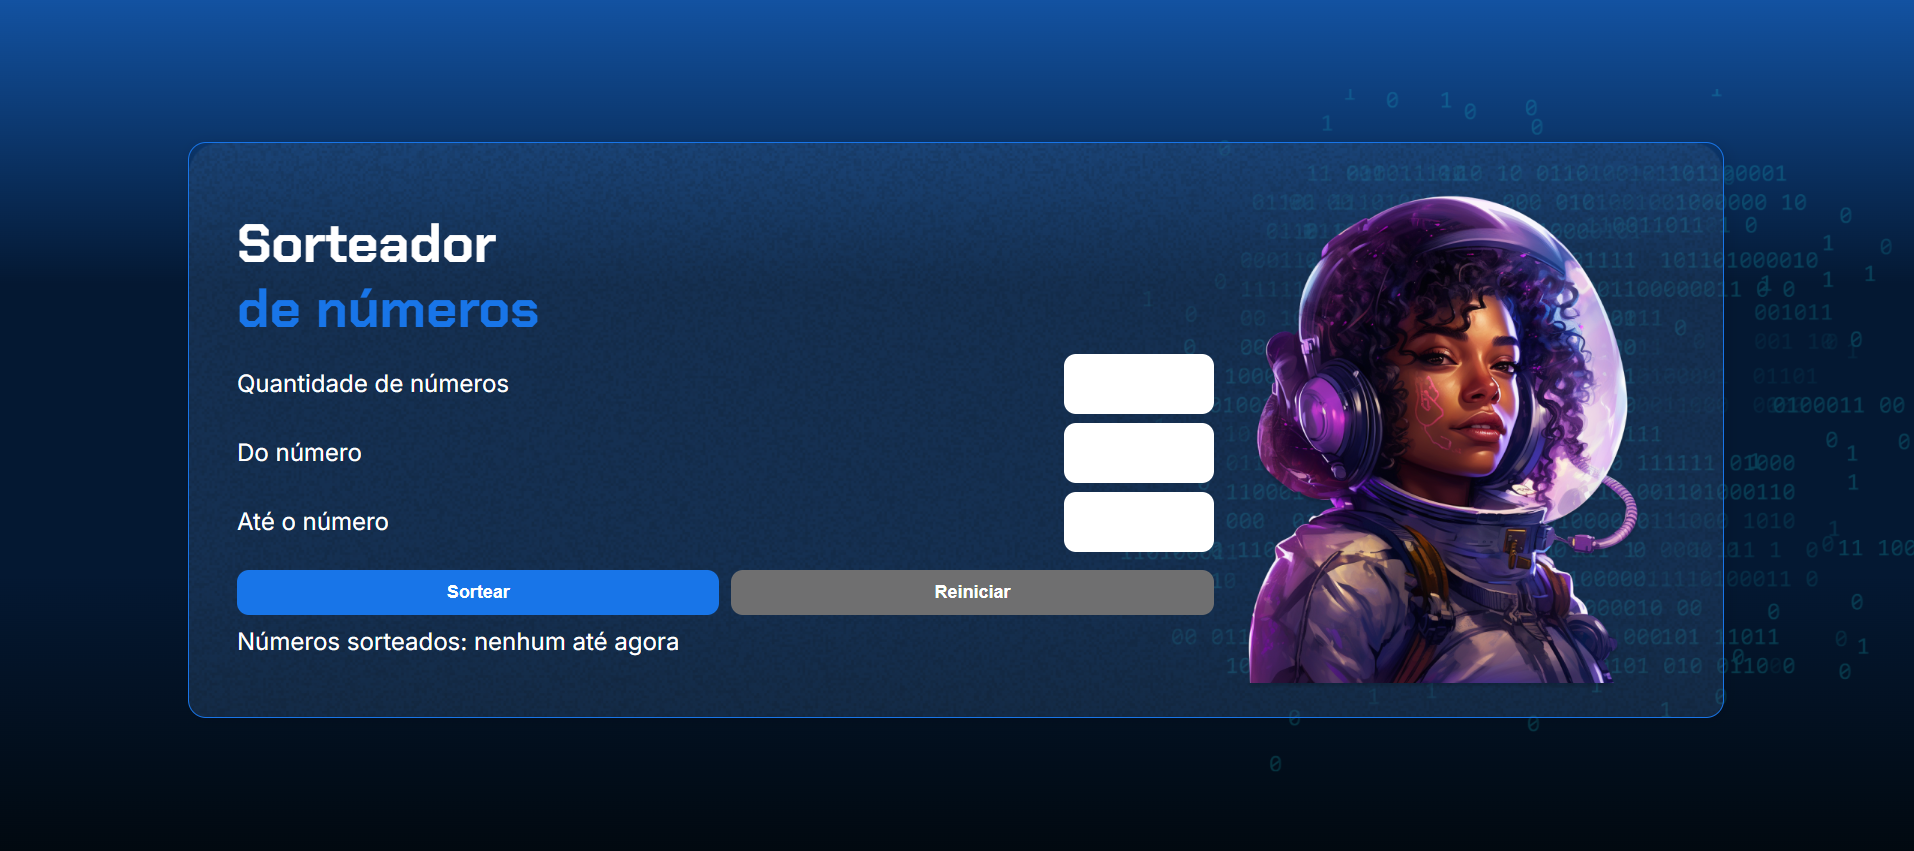 Sorteador
de números
Quantidade de números
Do número
Até o número
Sortear
Reiniciar
Números sorteados: nenhum até agora